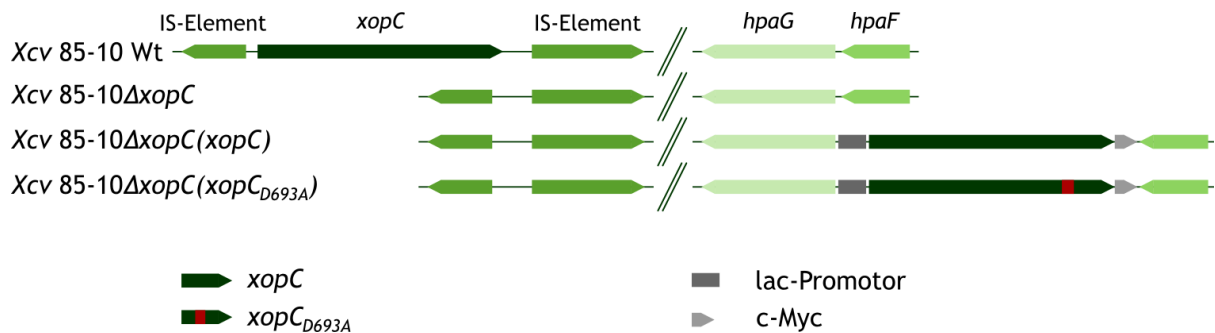 IS-Element xopC IS-Element hpaG hpaF
Xcv 85-10 Wt
Xcv 85-10ΔxopC
Xcv 85-10ΔxopC(xopC)
Xcv 85-10ΔxopC(xopCD693A)
xopC lac-Promotor
xopCD693A c-Myc